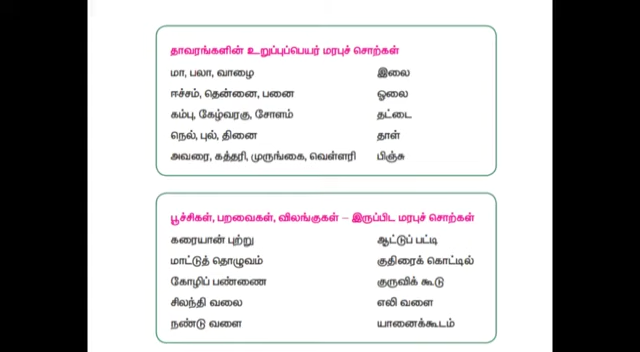 தாவரங்களின் உறுப்புப்பெயர் மரபுச் சொற்கள்
மா, பலா, வாழை இலை
ஈச்சம், தென்னை, பனை ஓலை
கம்பு, கேழ்வரகு, சோளம் தட்டை
நெல், புல், தினை தாள்
அவரை, கத்தரி, முருங்கை, வெள்ளரி பிஞ்சு
பூச்சிகள், பறவைகள், விலங்குகள் – இருப்பிட மரபுச் சொற்கள்
கரையான் புற்று ஆட்டுப் பட்டி
மாட்டுத் தொழுவம் குதிரைக் கொட்டில்
கோழிப் பண்ணை குருவிக் கூடு
சிலந்தி வலை எலி வளை
நண்டு வளை யானைக்கூடம்